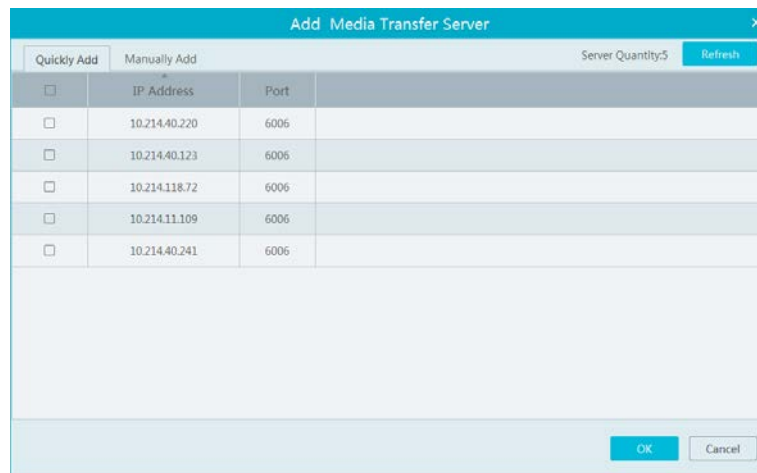 Add Media Transfer Server
Quickly Add Manually Add Server Quantity:5 Refresh
IP Address Port
10.214.40.220 6006
10.214.40.123 6006
10.214.118.72 6006
10.214.11.109 6006
10.214.40.241 6006
OK Cancel